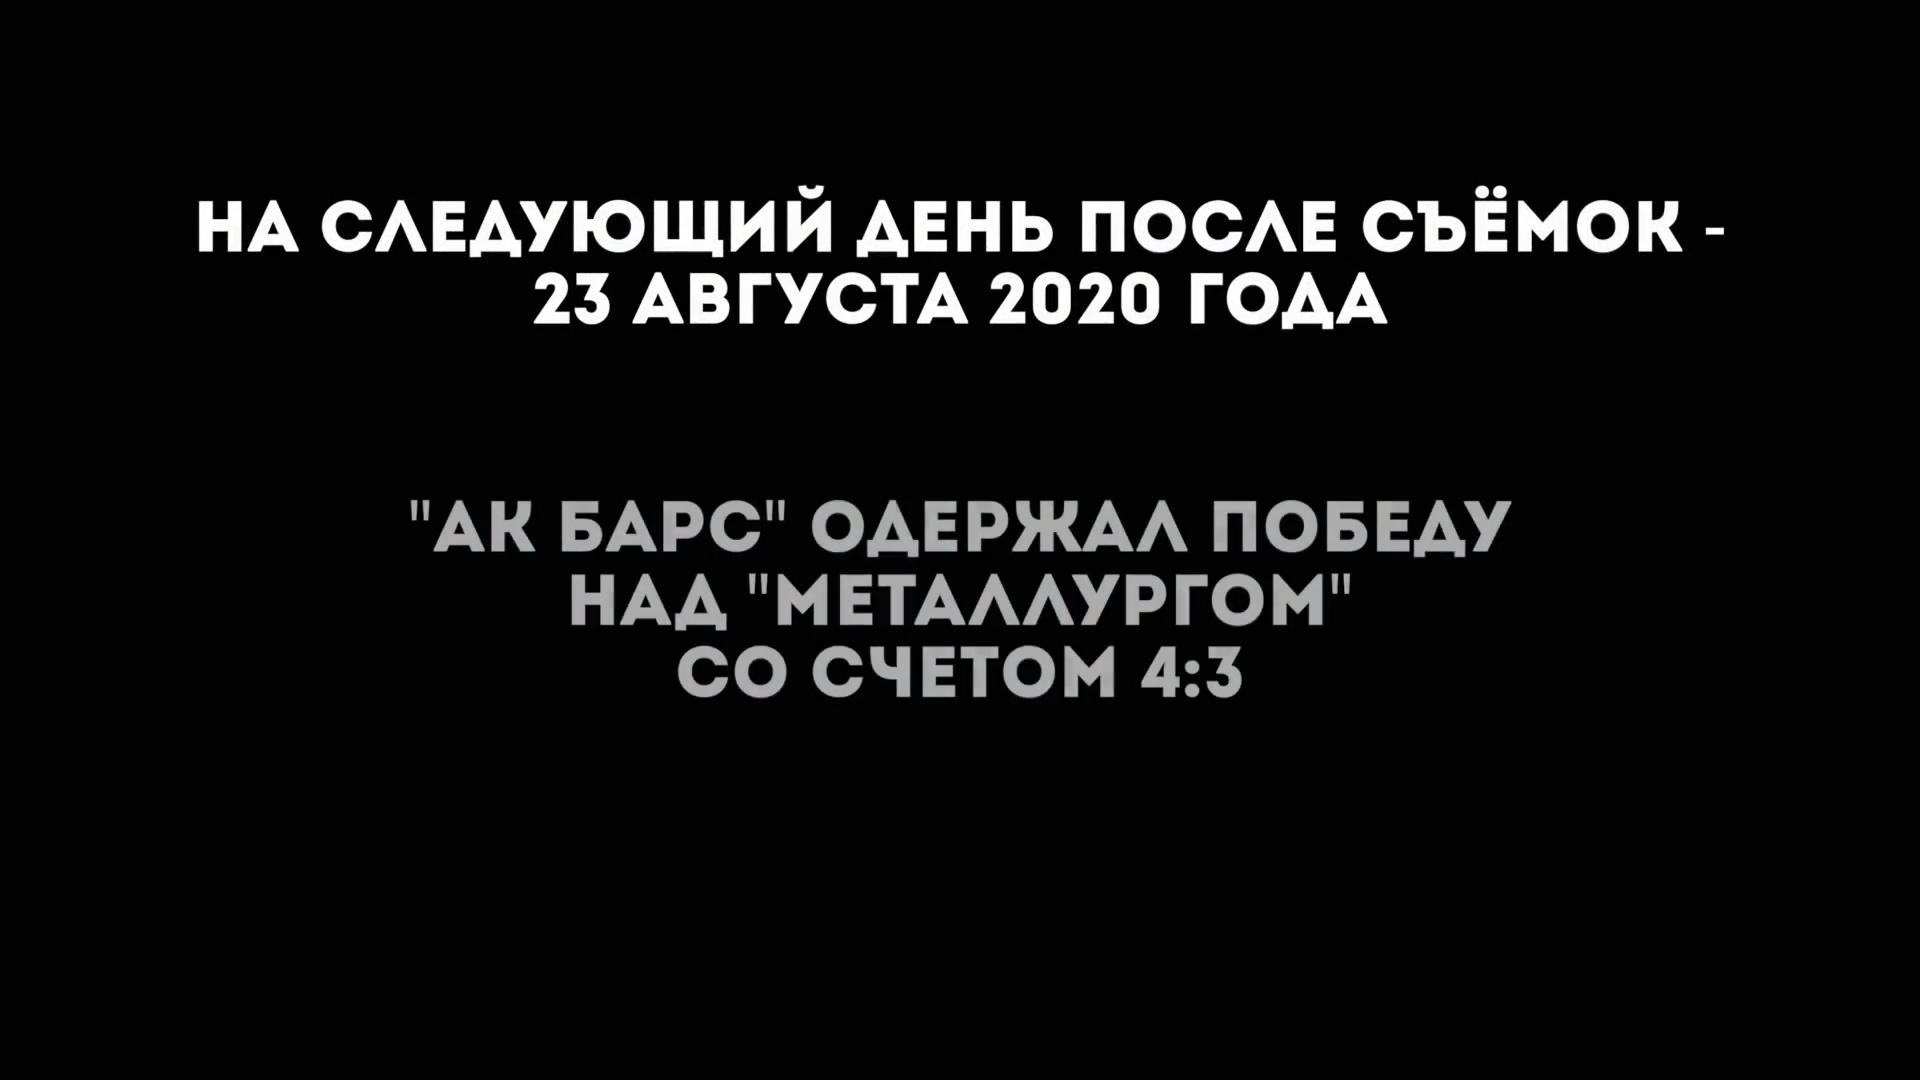 НА СЛЕДУЮЩИЙ ДЕНЬ ПОСЛЕ СЪЁМОК -
23 АВГУСТА 2020 ГОДА
"АК БАРС" ОДЕРЖАЛ ПОБЕДУ
НАД "МЕТАЛЛУРГОМ"
СО СЧЕТОМ 4:3